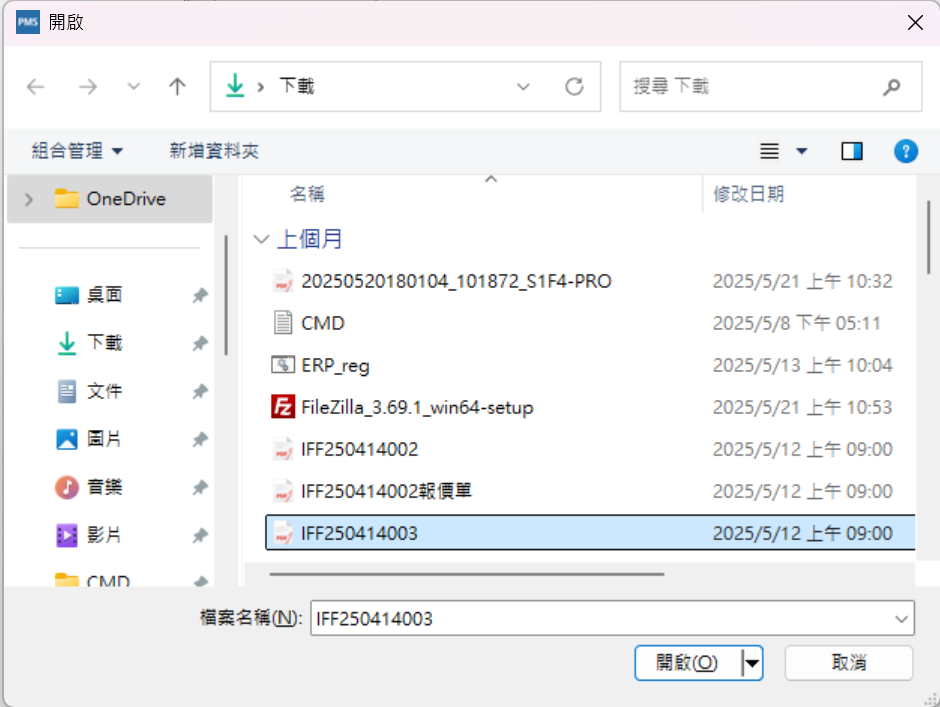 PMS 開啟
下載
搜尋 下載
組合管理 新增資料夾
?
OneDrive
桌面
下載
文件
圖片
音樂
影片
CMD
名稱 修改日期
上個月
20250520180104_101872_S1F4-PRO 2025/5/21 上午 10:32
CMD 2025/5/8 下午 05:11
ERP_reg 2025/5/13 上午 10:04
FileZilla_3.69.1_win64-setup 2025/5/21 上午 10:53
IFF250414002 2025/5/12 上午 09:00
IFF250414002報價單 2025/5/12 上午 09:00
IFF250414003 2025/5/12 上午 09:00
檔案名稱(N): IFF250414003
開啟(O) 取消